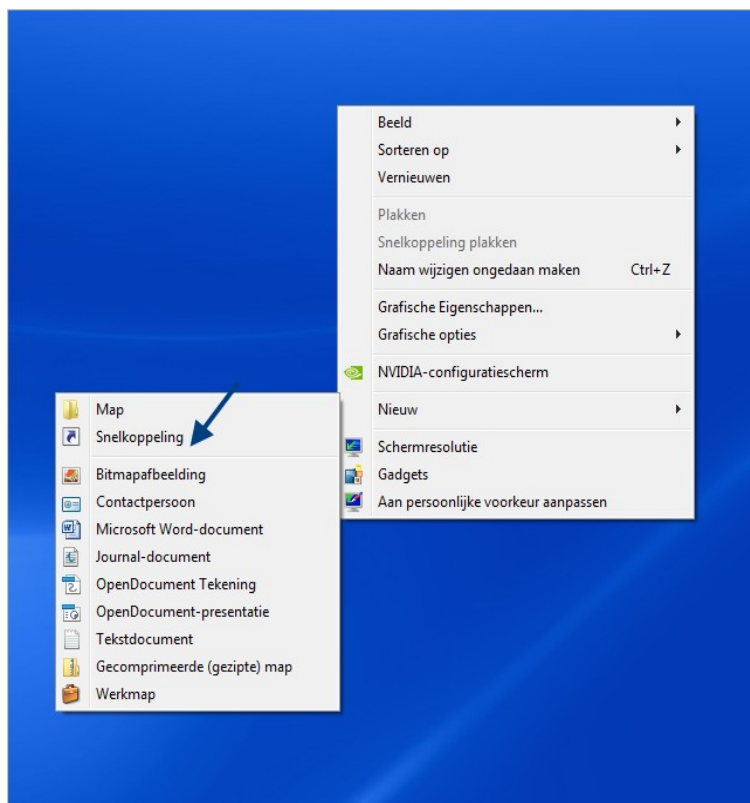 Beeld
Sorteren op
Vernieuwen
Plakken
Snelkoppeling plakken
Naam wijzigen ongedaan maken Ctrl+Z
Grafische Eigenschappen...
Grafische opties
NVIDIA-configuratiescherm
Nieuw
Schermresolutie
Gadgets
Aan persoonlijke voorkeur aanpassen
Map
Snelkoppeling
Bitmapafbeelding
Contactpersoon
Microsoft Word-document
Journal-document
OpenDocument Tekening
OpenDocument-presentatie
Tekstdocument
Gecomprimeerde (gezipte) map
Werkmap